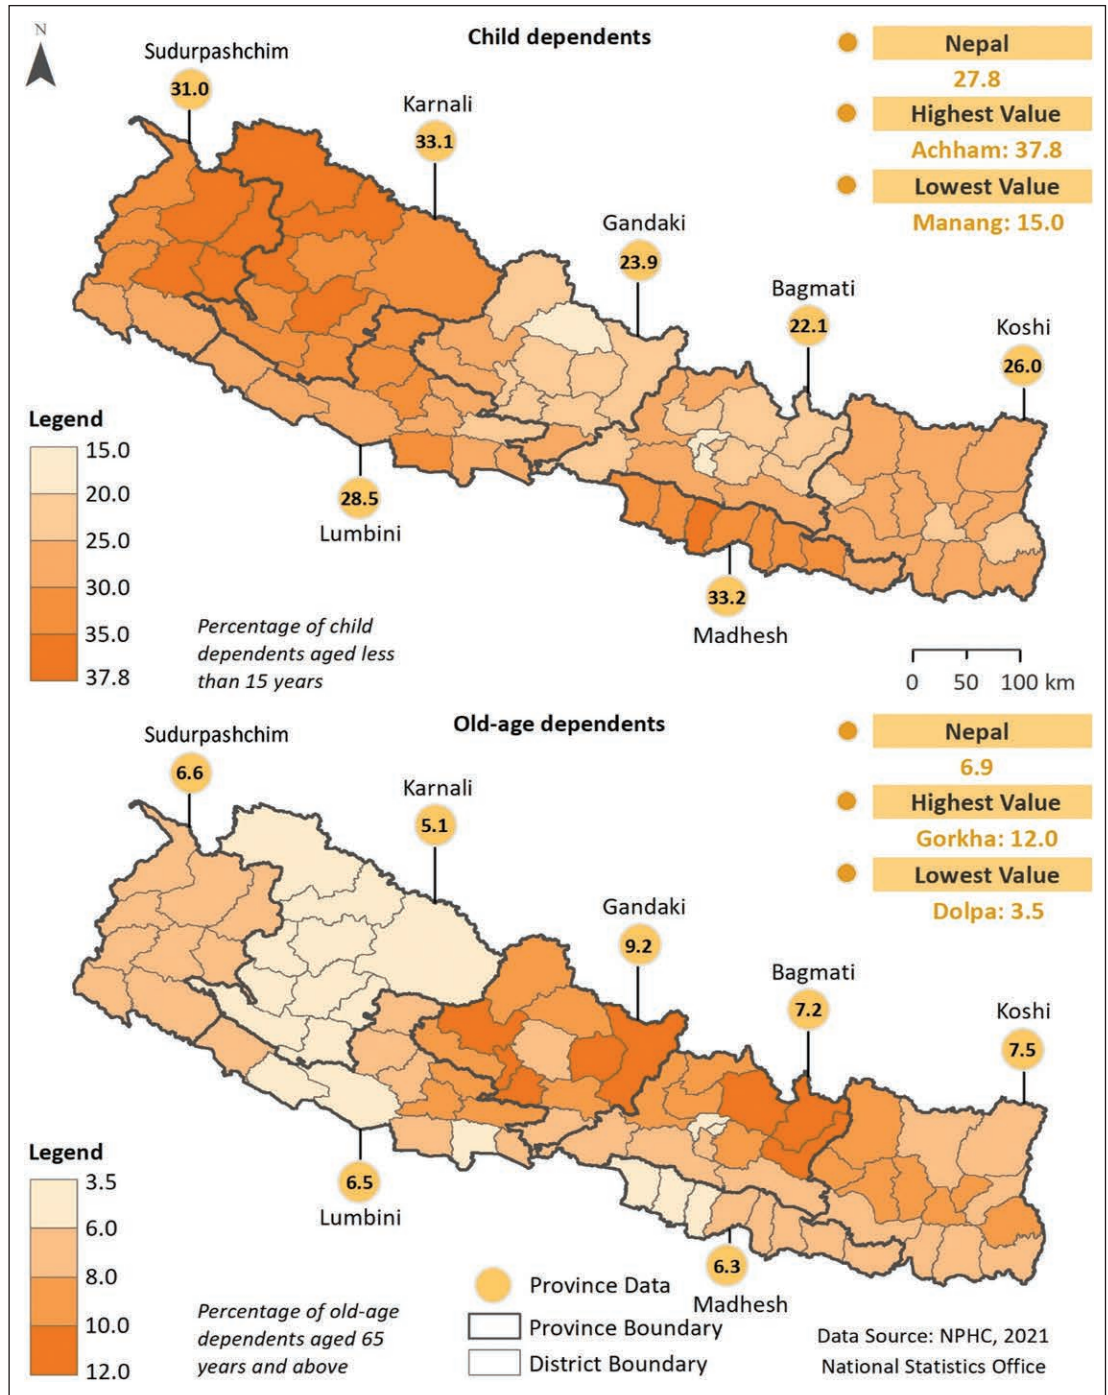 N
Child dependents
Sudurpashchim
31.0
Karnali
33.1
Gandaki
23.9
Bagmati
22.1
Koshi
26.0
Nepal
27.8
Highest Value
Achham: 37.8
Lowest Value
Manang: 15.0
Legend
15.0
20.0
25.0
30.0
35.0
37.8
28.5
Lumbini
33.2
Madhesh
Percentage of child
dependents aged less
than 15 years
0 50 100 km
Old-age dependents
Sudurpashchim
6.6
Karnali
5.1
Gandaki
9.2
Bagmati
7.2
Koshi
7.5
Nepal
6.9
Highest Value
Gorkha: 12.0
Lowest Value
Dolpa: 3.5
Legend
3.5
6.0
8.0
10.0
12.0
6.5
Lumbini
6.3
Madhesh
Percentage of old-age
dependents aged 65
years and above
Province Data
Province Boundary
District Boundary
Data Source: NPHC, 2021
National Statistics Office